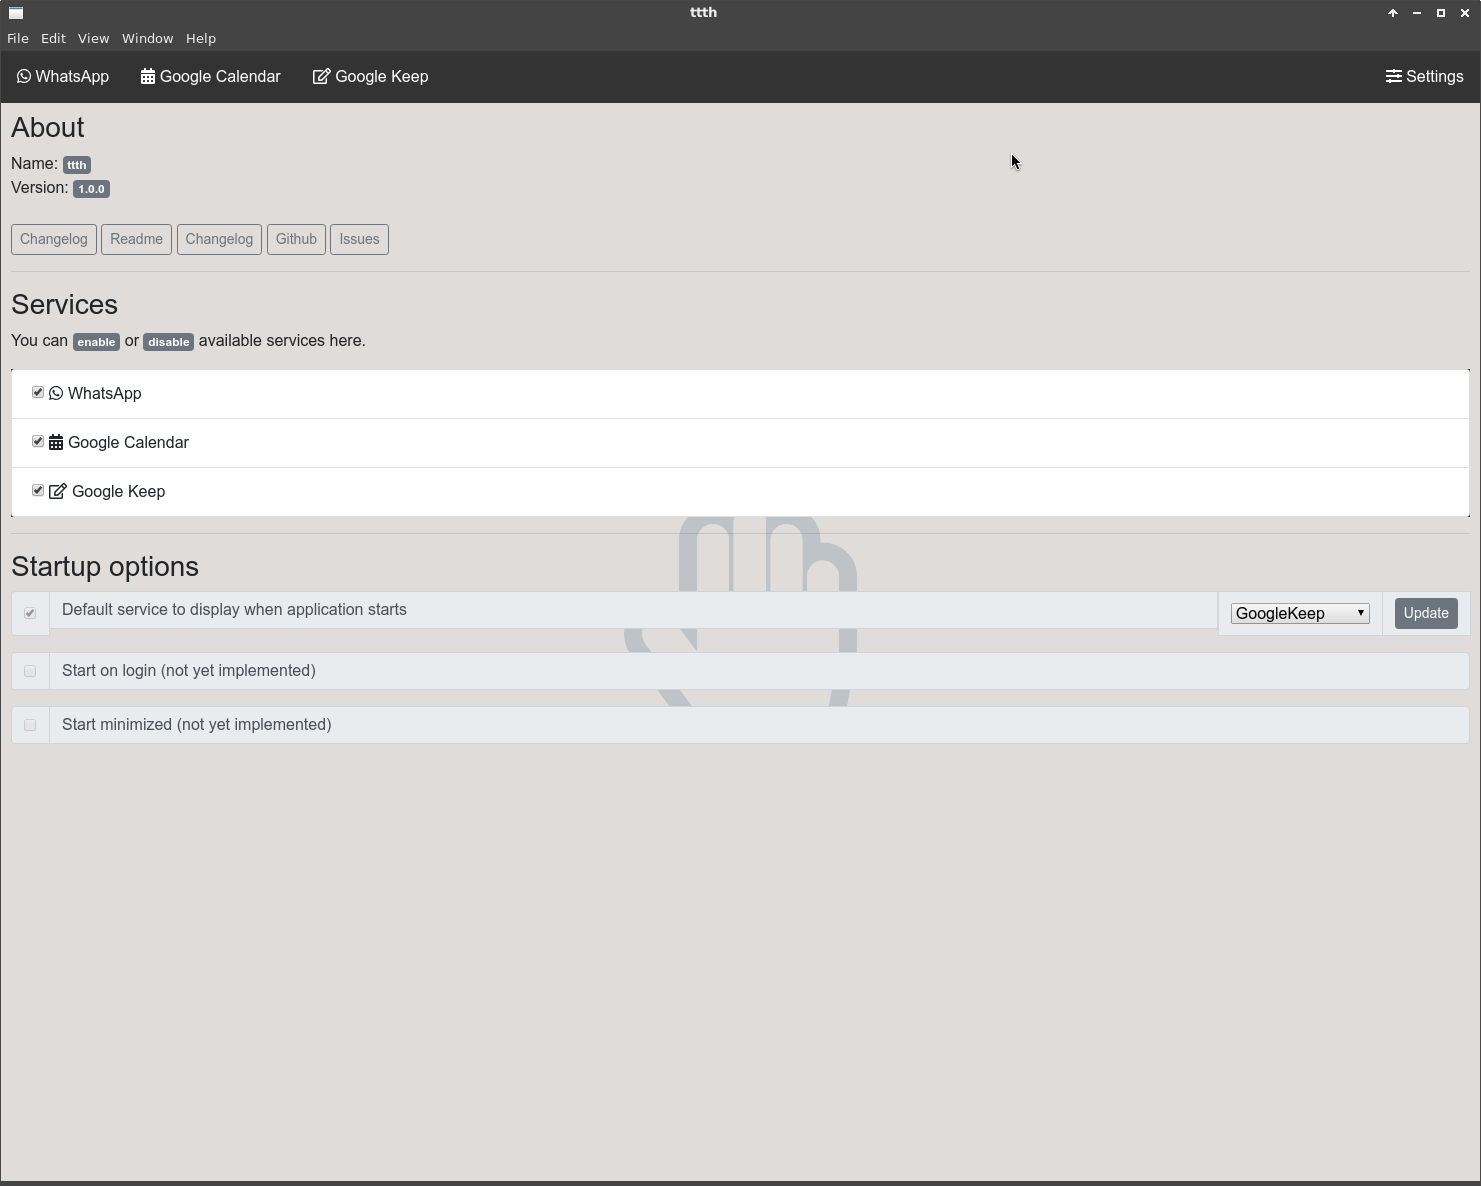 ttth
File Edit View Window Help
WhatsApp Google Calendar Google Keep Settings
About
Name: ttth
Version: 1.0.0
Changelog Readme Changelog Github Issues
Services
You can enable or disable available services here.
WhatsApp
Google Calendar
Google Keep
Startup options
Default service to display when application starts GoogleKeep Update
Start on login (not yet implemented)
Start minimized (not yet implemented)